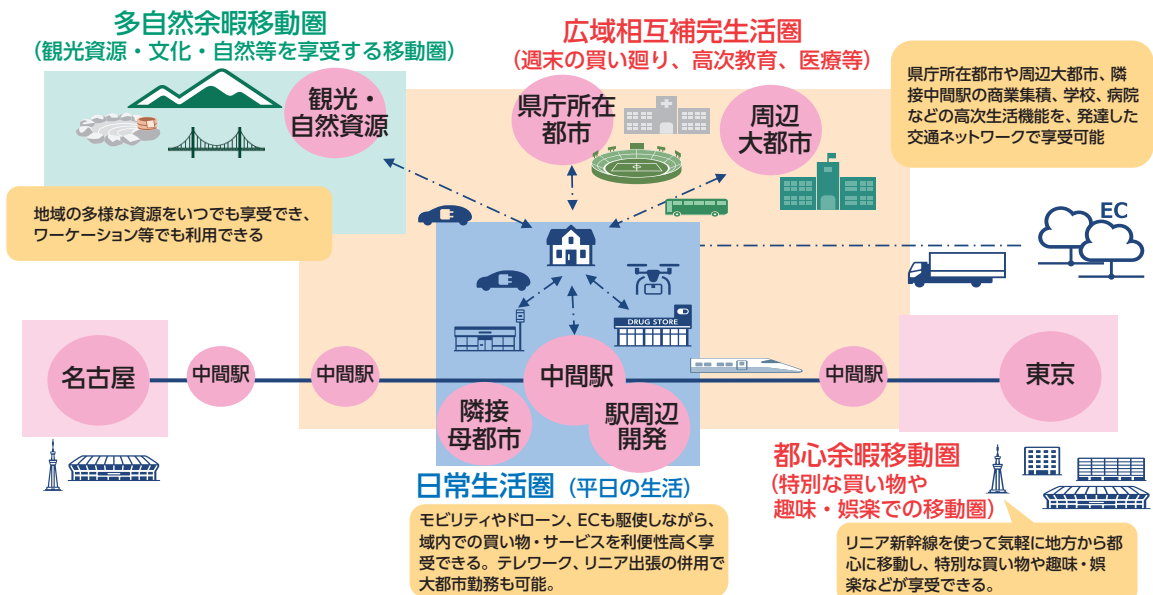 多自然余暇移動圏
（観光資源・文化・自然等を享受する移動圏）
広域相互補完生活圏
（週末の買い廻り、高次教育、医療等）
県庁所在都市や周辺大都市、隣
接中間駅の商業集積、学校、病院
などの高次生活機能を、発達した
交通ネットワークで享受可能
観光・
自然資源
県庁所在
都市
周辺
大都市
地域の多様な資源をいつでも享受でき、
ワーケーション等でも利用できる
EC
DRUG STORE
名古屋
中間駅
中間駅
中間駅
中間駅
東京
隣接
母都市
駅周辺
開発
日常生活圏（平日の生活）
モビリティやドローン、ECも駆使しながら、
域内での買い物・サービスを利便性高く享
受できる。テレワーク、リニア出張の併用で
大都市勤務も可能。
都心余暇移動圏
（特別な買い物や
趣味・娯楽での移動圏）
リニア新幹線を使って気軽に地方から都
心に移動し、特別な買い物や趣味・娯
楽などが享受できる。